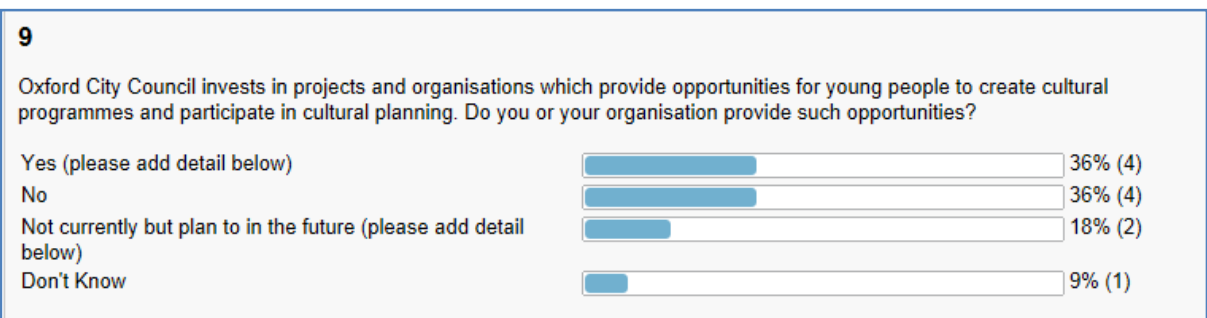 9
Oxford City Council invests in projects and organisations which provide opportunities for young people to create cultural
programmes and participate in cultural planning. Do you or your organisation provide such opportunities?
Yes (please add detail below) 36% (4)
No 36% (4)
Not currently but plan to in the future (please add detail 18% (2)
below)
Don't Know 9% (1)